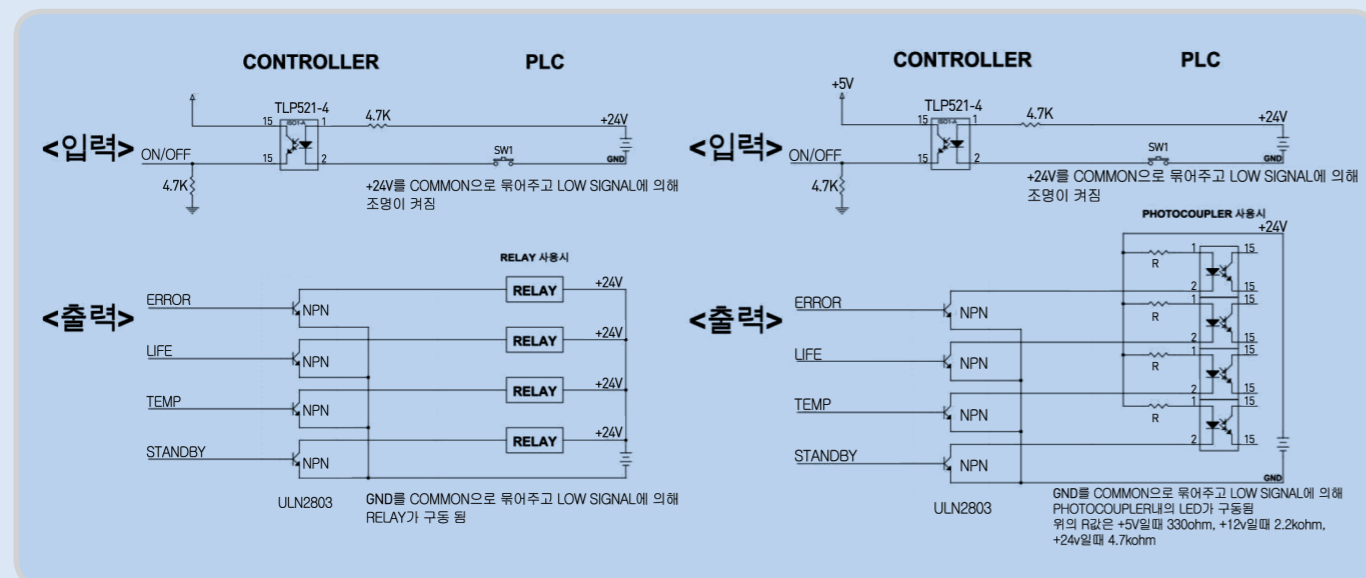 CONTROLLER
PLC
TLP521-4
ISO1-A
15
1
4.7K
+24V
<입력>
ON/OFF
15
2
SW1
GND
4.7K
+24V를 COMMON으로 묶어주고 LOW SIGNAL에 의해
조명이 켜짐
RELAY 사용시
<출력>
ERROR
NPN
RELAY
+24V
LIFE
NPN
RELAY
+24V
TEMP
NPN
RELAY
+24V
STANDBY
NPN
RELAY
+24V
ULN2803
GND를 COMMON으로 묶어주고 LOW SIGNAL에 의해
RELAY가 구동 됨
CONTROLLER
PLC
+5V
TLP521-4
ISO1-A
15
1
4.7K
+24V
<입력>
ON/OFF
15
2
SW1
GND
4.7K
+24V를 COMMON으로 묶어주고 LOW SIGNAL에 의해
조명이 켜짐
PHOTOCOUPLER 사용시
+24V
<출력>
R
1
15
ERROR
NPN
2
15
R
1
15
LIFE
NPN
2
15
R
1
15
TEMP
NPN
2
15
R
1
15
STANDBY
NPN
2
15
GND
ULN2803
GND를 COMMON으로 묶어주고 LOW SIGNAL에 의해
PHOTOCOUPLER내의 LED가 구동됨
위의 R값은 +5V일때 330ohm, +12v일때 2.2kohm,
+24v일때 4.7kohm